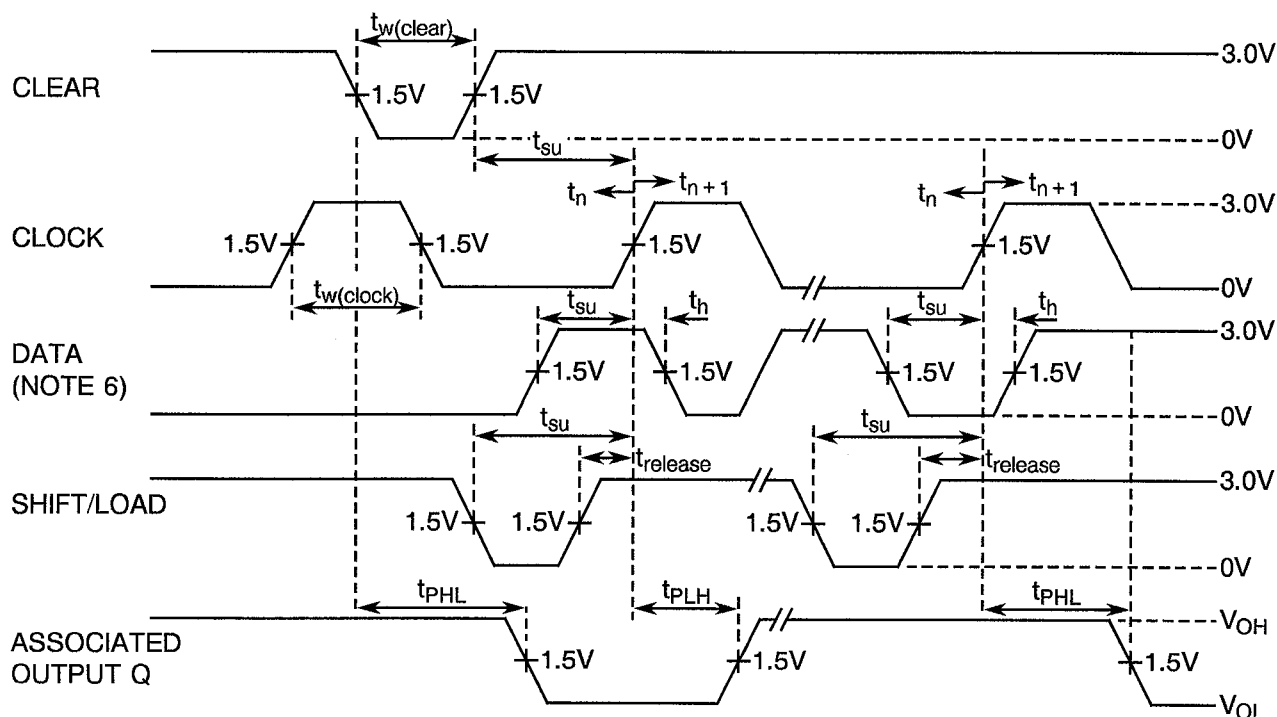 tw(clear)
3.0V
CLEAR
1.5V 1.5V
0V
tsu
tn tn + 1 tn tn + 1
3.0V
CLOCK
1.5V 1.5V 1.5V 1.5V
tw(clock)
0V
tsu th tsu th
3.0V
DATA
(NOTE 6)
1.5V 1.5V 1.5V 1.5V
0V
tsu tsu
trelease trelease
3.0V
SHIFT/LOAD
1.5V 1.5V 1.5V 1.5V
0V
tPHL tPLH tPHL
VOH
ASSOCIATED
OUTPUT Q
1.5V 1.5V 1.5V
VOL